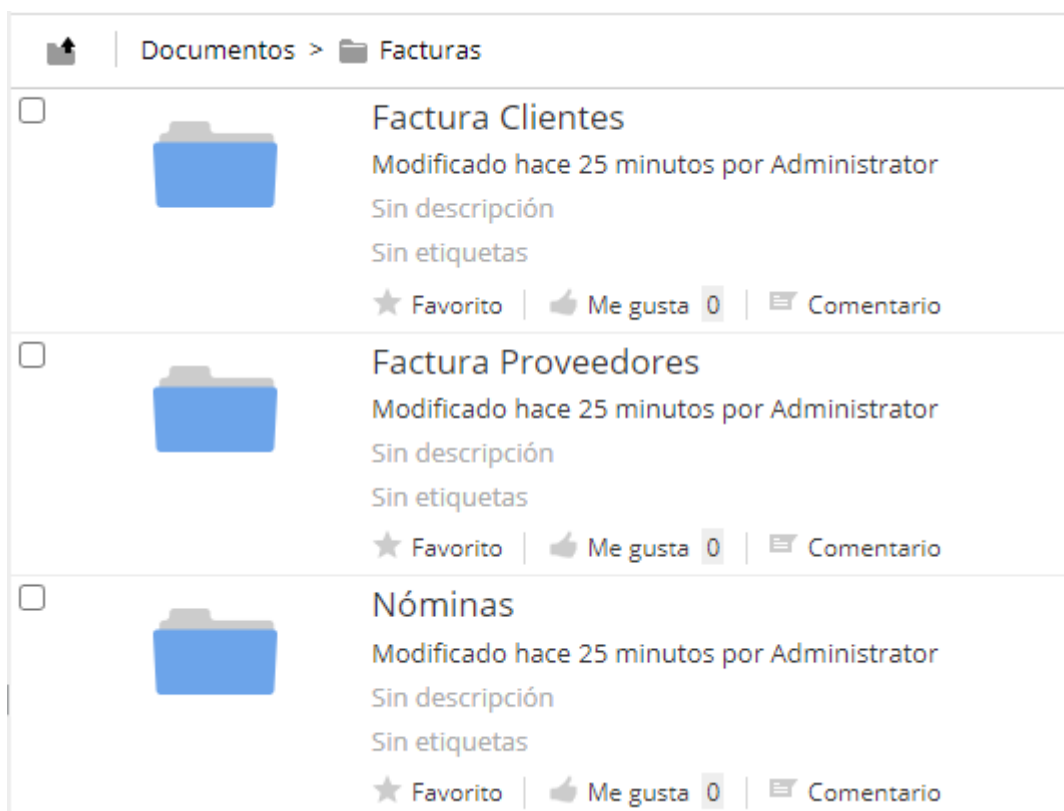 Documentos > Facturas
Factura Clientes
Modificado hace 25 minutos por Administrator
Sin descripción
Sin etiquetas
Favorito Me gusta 0 Comentario
Factura Proveedores
Modificado hace 25 minutos por Administrator
Sin descripción
Sin etiquetas
Favorito Me gusta 0 Comentario
Nóminas
Modificado hace 25 minutos por Administrator
Sin descripción
Sin etiquetas
Favorito Me gusta 0 Comentario